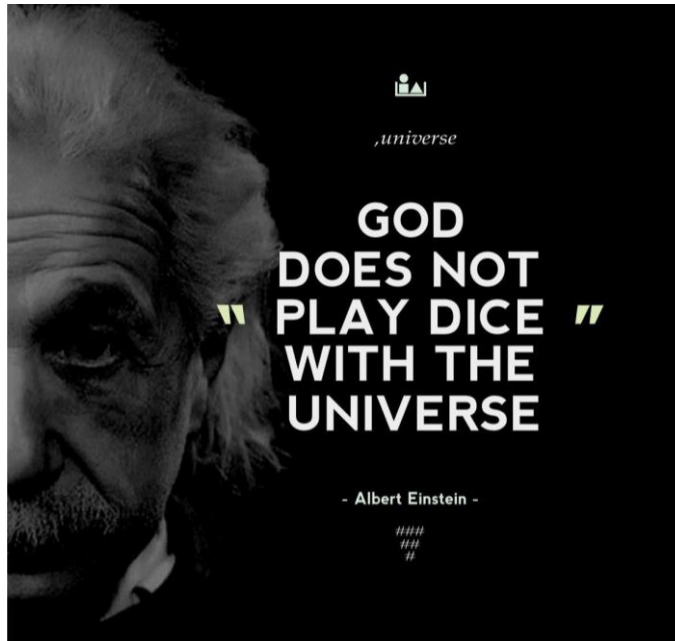 ,universe
GOD
DOES NOT
" PLAY DICE "
WITH THE
UNIVERSE
- Albert Einstein -
###
##
#